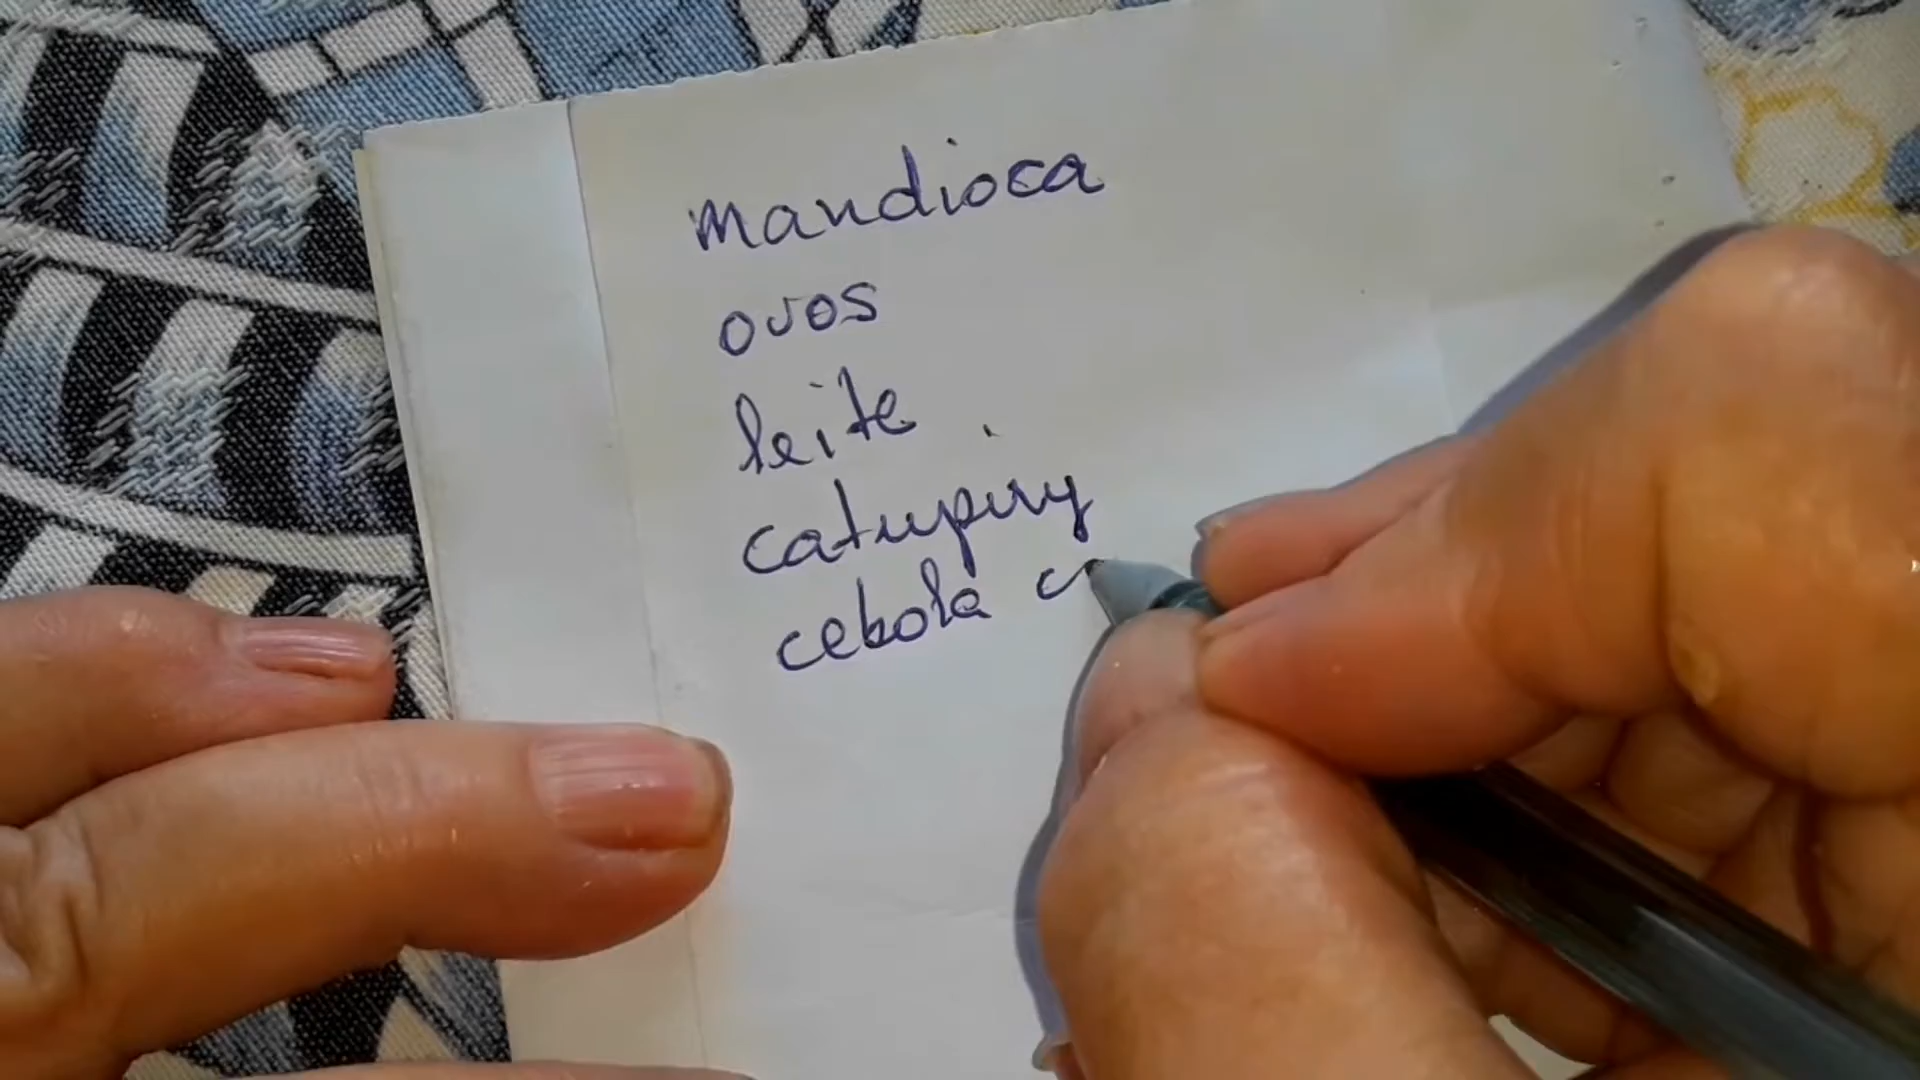 mandioca
ovos
leite
catupiry
cebola